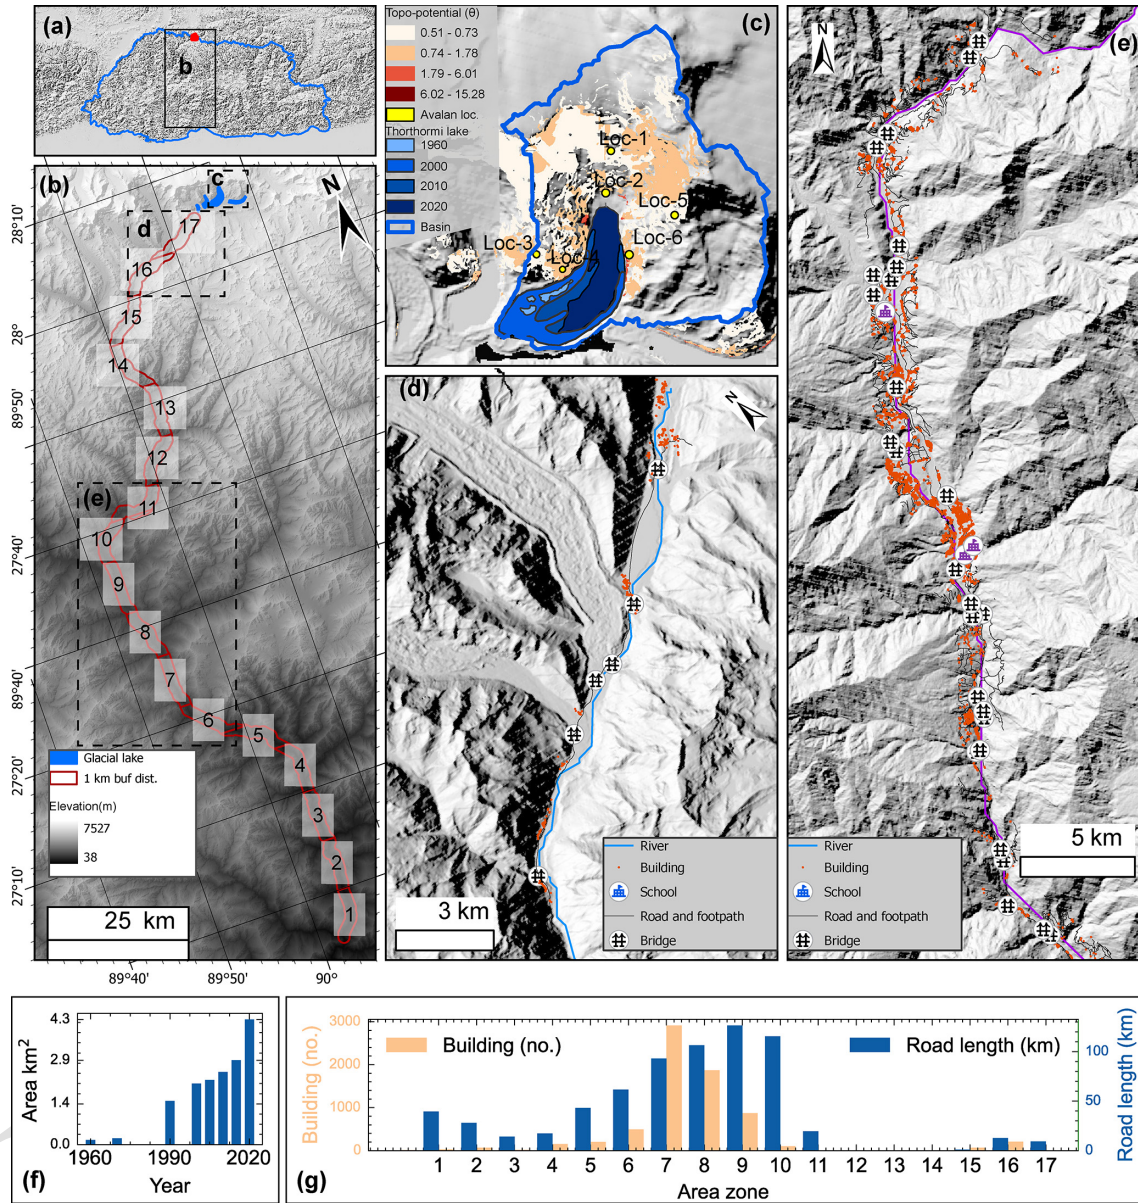 (a)
b
(b)
c
N
d
17
16
15
14
13
12
(e)
11
10
9
8
7
6
5
4
3
2
1
28°10'
28°
89°50'
27°40'
89°40'
27°20'
27°10'
Glacial lake
1 km buf dist.
Elevation(m)
7527
38
25 km
89°40'
89°50'
90°
Topo-potential (θ)
0.51 - 0.73
0.74 - 1.78
1.79 - 6.01
6.02 - 15.28
Avalan loc.
Thorthormi lake
1960
2000
2010
2020
Basin
(c)
Loc-1
Loc-2
Loc-5
Loc-3
Loc-6
Loc-4
(d)
N
3 km
River
Building
School
Road and footpath
Bridge
N
(e)
5 km
River
Building
School
Road and footpath
Bridge
4.3
2.9
1.4
0.0
Area km²
1960
1990
2020
Year
(f)
3000
2000
1000
0
Building (no.)
Building (no.)
Road length (km)
100
50
0
Road length (km)
1 2 3 4 5 6 7 8 9 10 11 12 13 14 15 16 17
Area zone
(g)